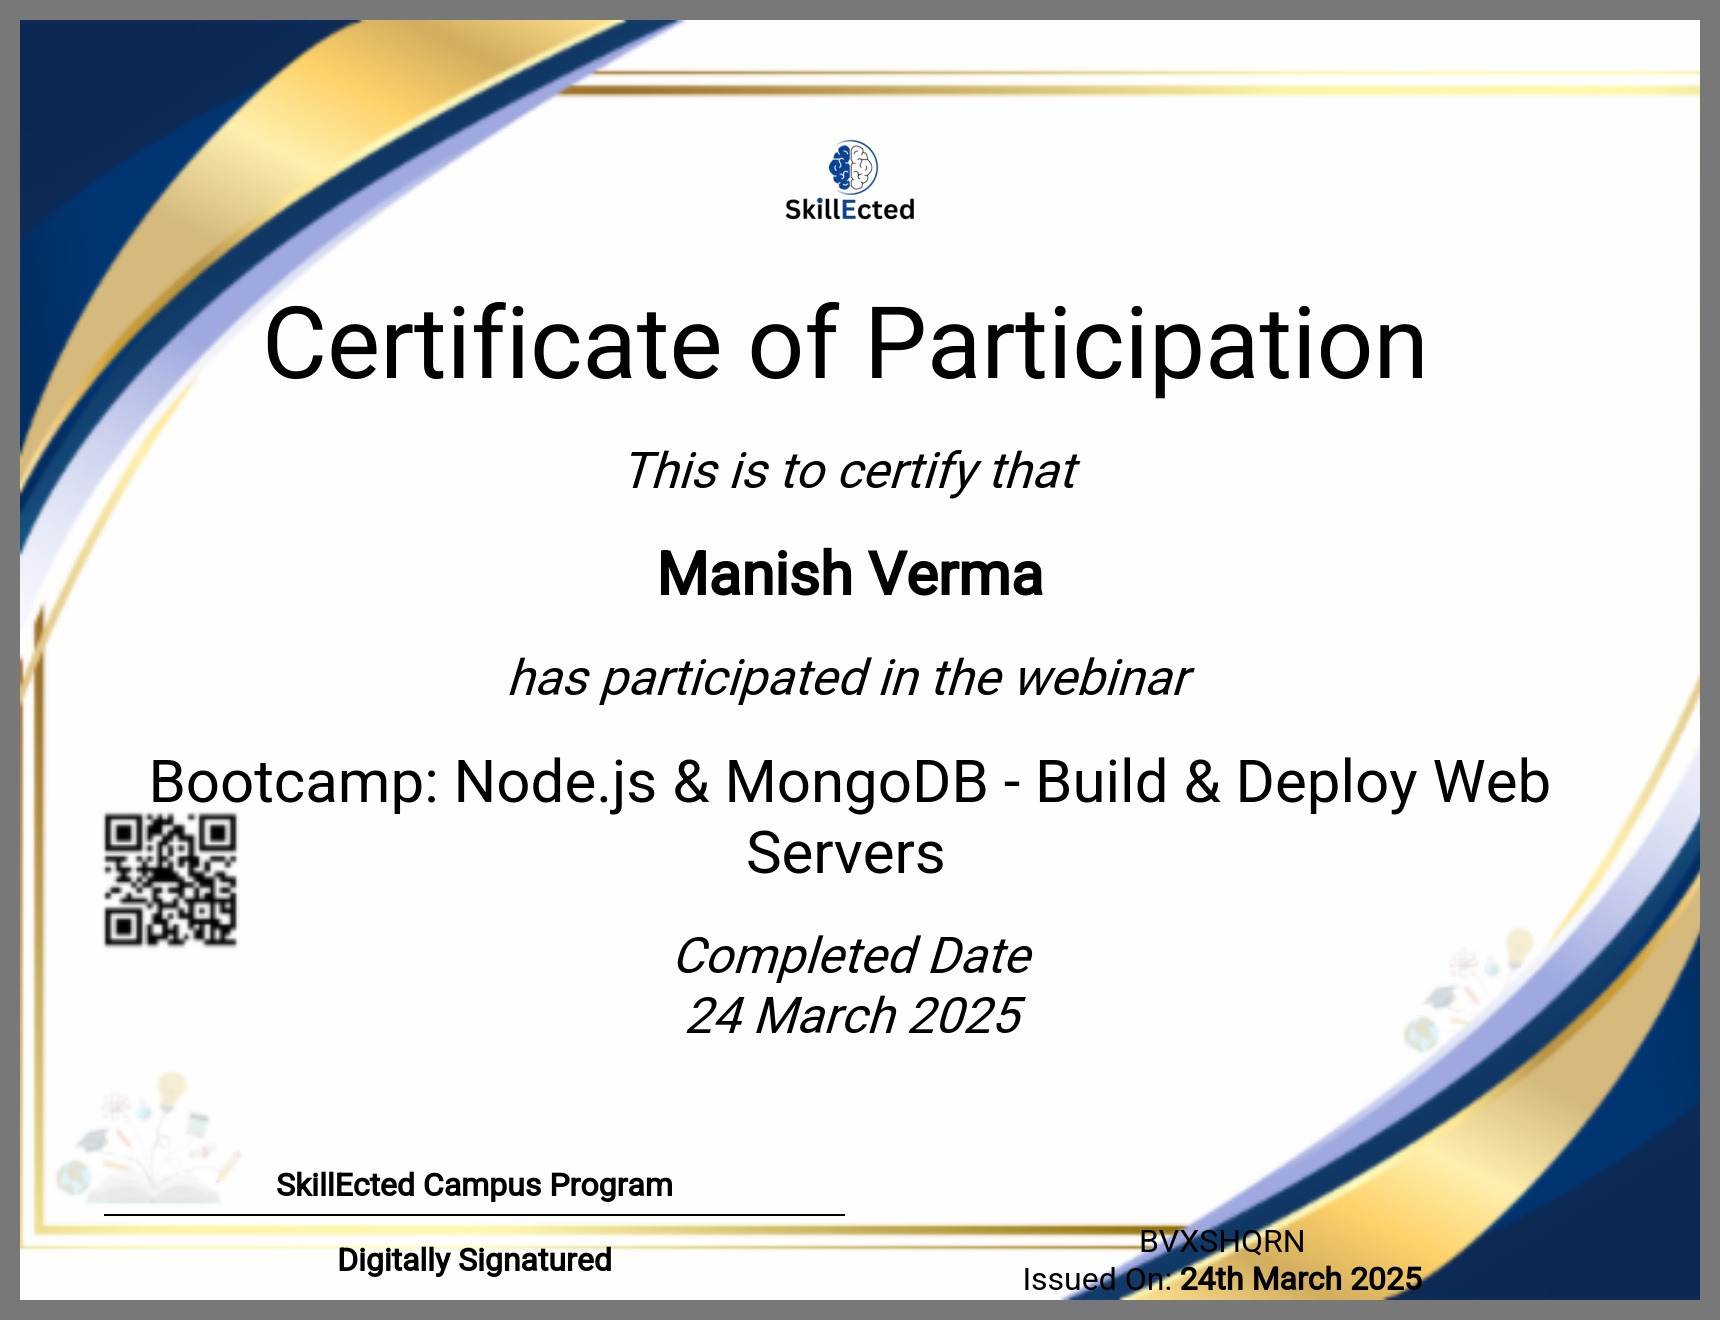 SkillEcted
Certificate of Participation
This is to certify that
Manish Verma
has participated in the webinar
Bootcamp: Node.js & MongoDB - Build & Deploy Web
Servers
Completed Date
24 March 2025
SkillEcted Campus Program
Digitally Signatured
BVXSHQRN
Issued On: 24th March 2025